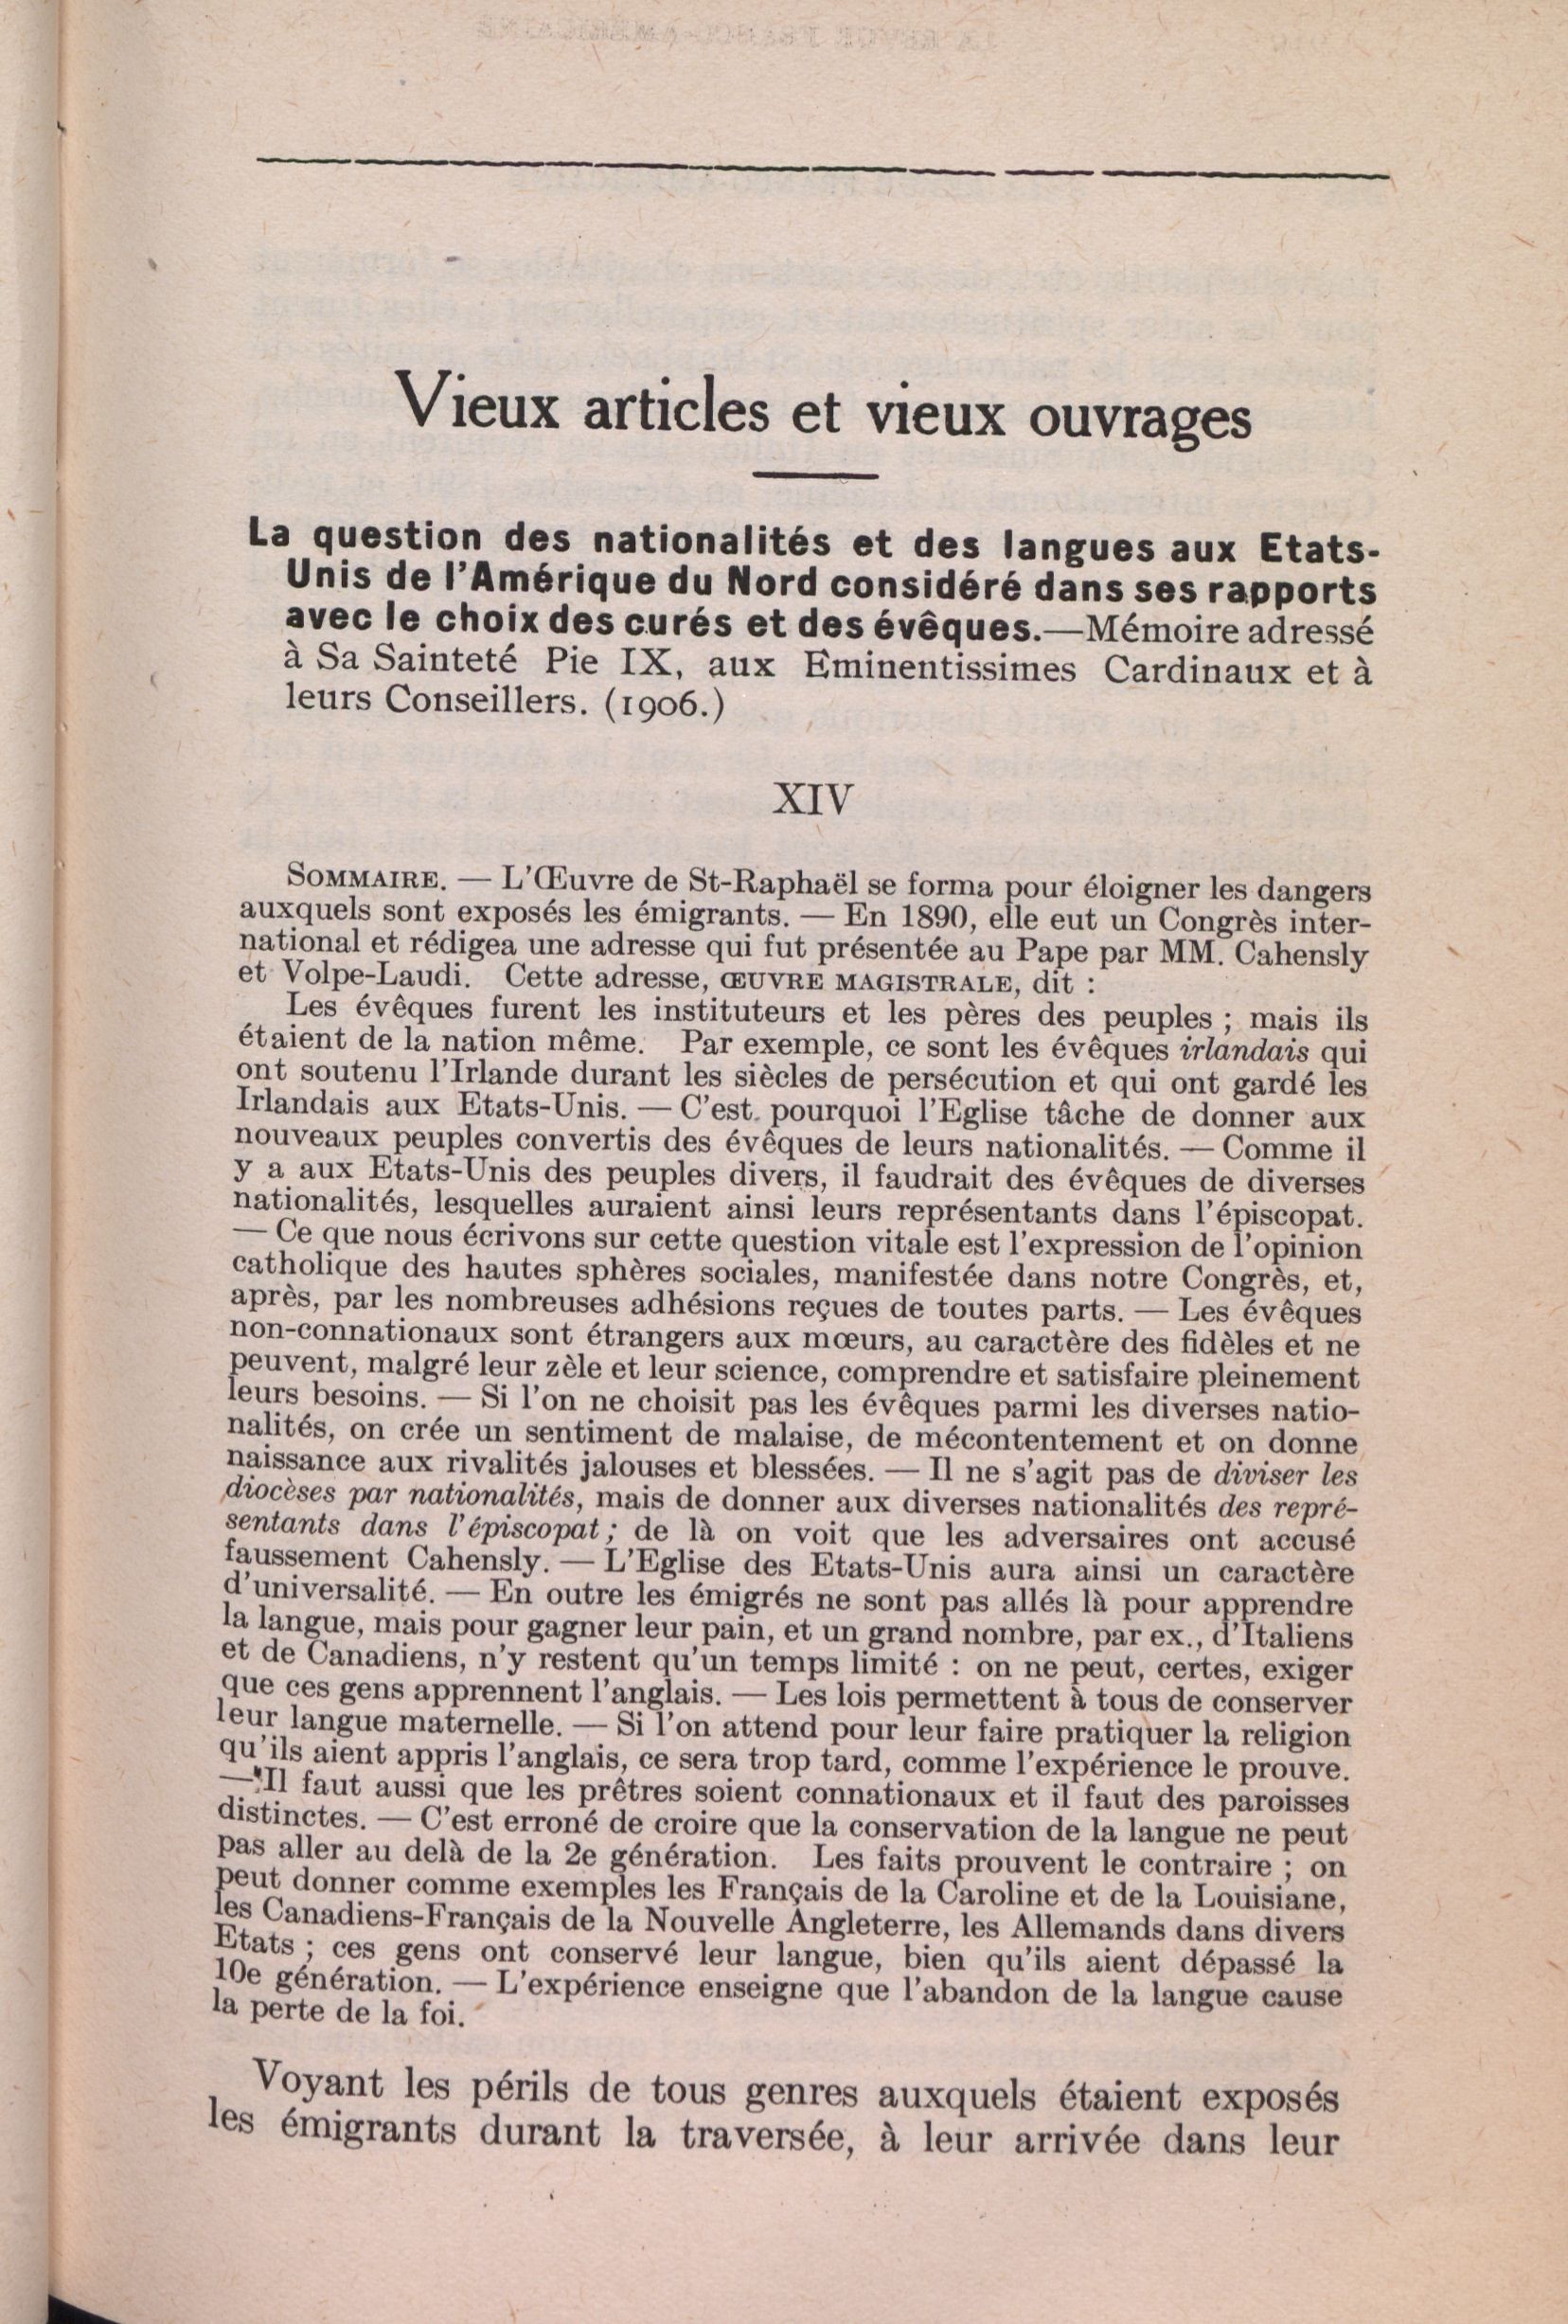 Vieux articles et vieux ouvrages
La question des nationalités et des langues aux Etats-
Unis de l'Amérique du Nord considéré dans ses rapports
avec le choix des curés et des évêques.—Mémoire adressé
à Sa Sainteté Pie IX, aux Eminentissimes Cardinaux et à
leurs Conseillers. (1906.)
XIV
SOMMAIRE. — L'Œuvre de St-Raphaël se forma pour éloigner les dangers
auxquels sont exposés les émigrants. — En 1890, elle eut un Congrès inter-
national et rédigea une adresse qui fut présentée au Pape par MM. Cahensly
et Volpe-Laudi. Cette adresse, ŒUVRE MAGISTRALE, dit :
Les évêques furent les instituteurs et les pères des peuples ; mais ils
étaient de la nation même. Par exemple, ce sont les évêques irlandais qui
ont soutenu l'Irlande durant les siècles de persécution et qui ont gardé les
Irlandais aux Etats-Unis. — C'est pourquoi l'Eglise tâche de donner aux
nouveaux peuples convertis des évêques de leurs nationalités. — Comme il
y a aux Etats-Unis des peuples divers, il faudrait des évêques de diverses
nationalités, lesquelles auraient ainsi leurs représentants dans l'épiscopat.
— Ce que nous écrivons sur cette question vitale est l'expression de l'opinion
catholique des hautes sphères sociales, manifestée dans notre Congrès, et,
après, par les nombreuses adhésions reçues de toutes parts. — Les évêques
non-connationaux sont étrangers aux mœurs, au caractère des fidèles et ne
peuvent, malgré leur zèle et leur science, comprendre et satisfaire pleinement
leurs besoins. — Si l'on ne choisit pas les évêques parmi les diverses natio-
nalités, on crée un sentiment de malaise, de mécontentement et on donne
naissance aux rivalités jalouses et blessées. — Il ne s'agit pas de diviser les
diocèses par nationalités, mais de donner aux diverses nationalités des repré-
sentants dans l'épiscopat ; de là on voit que les adversaires ont accusé
faussement Cahensly. — L'Eglise des Etats-Unis aura ainsi un caractère
d'universalité. — En outre les émigrés ne sont pas allés là pour apprendre
la langue, mais pour gagner leur pain, et un grand nombre, par ex., d'Italiens
et de Canadiens, n'y restent qu'un temps limité : on ne peut, certes, exiger
que ces gens apprennent l'anglais. — Les lois permettent à tous de conserver
leur langue maternelle. — Si l'on attend pour leur faire pratiquer la religion
qu'ils aient appris l'anglais, ce sera trop tard, comme l'expérience le prouve.
— Il faut aussi que les prêtres soient connationaux et il faut des paroisses
distinctes. — C'est erroné de croire que la conservation de la langue ne peut
pas aller au delà de la 2e génération. Les faits prouvent le contraire ; on
peut donner comme exemples les Français de la Caroline et de la Louisiane,
les Canadiens-Français de la Nouvelle Angleterre, les Allemands dans divers
Etats ; ces gens ont conservé leur langue, bien qu'ils aient dépassé la
10e génération. — L'expérience enseigne que l'abandon de la langue cause
la perte de la foi.
Voyant les périls de tous genres auxquels étaient exposés
les émigrants durant la traversée, à leur arrivée dans leur